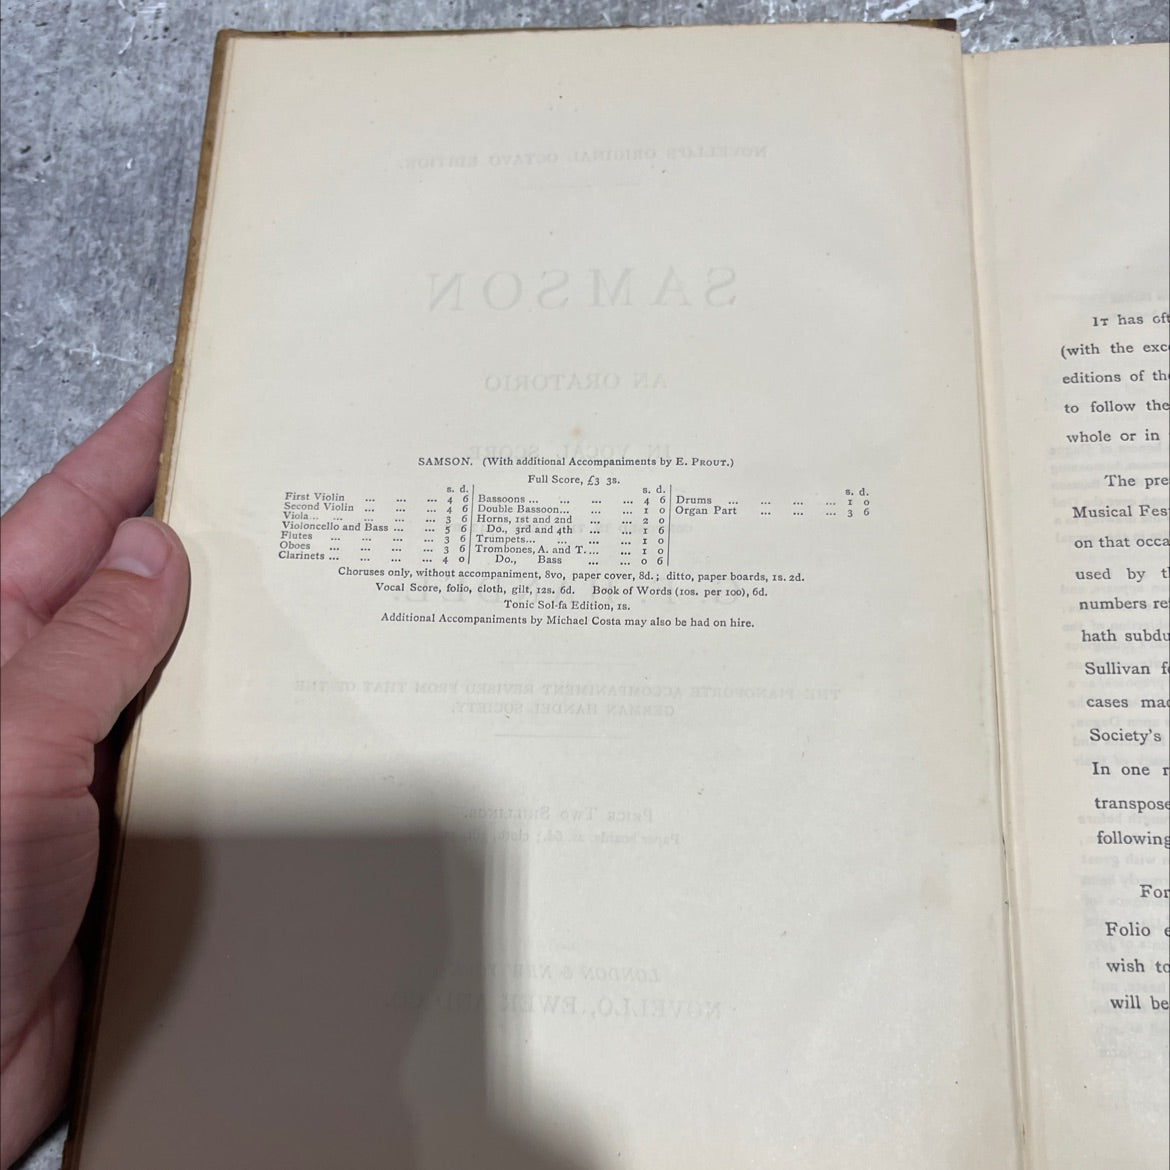 SAMSON. (With additional Accompaniments by E. PROUT.)
Full Score, £3 3s.
s. d.
First Violin ... ... ... 4 6
Second Violin ... ... ... 4 6
Viola ... ... ... ... 3 6
Violoncello and Bass ... ... 5 6
Flutes ... ... ... ... 3 6
Oboes ... ... ... ... 3 6
Clarinets ... ... ... ... 4 0
s. d.
Bassoons ... ... ... ... 4 6
Double Bassoon... ... ... 1 0
Horns, 1st and 2nd ... ... 2 0
Do., 3rd and 4th ... ... 1 6
Trumpets... ... ... ... 1 0
Trombones, A. and T.... ... 1 0
Do., Bass ... ... 0 6
s. d.
Drums ... ... ... ... 1 0
Organ Part ... ... ... 3 6
Choruses only, without accompaniment, 8vo, paper cover, 8d.; ditto, paper boards, 1s. 2d.
Vocal Score, folio, cloth, gilt, 12s. 6d. Book of Words (10s. per 100), 6d.
Tonic Sol-fa Edition, 1s.
Additional Accompaniments by Michael Costa may also be had on hire.
IT has oft
(with the exc
editions of th
to follow the
whole or in
The pre
Musical Fes
on that occa
used by t
numbers re
hath subdu
Sullivan f
cases mad
Society's
In one r
transpose
following
For
Folio e
wish to
will be